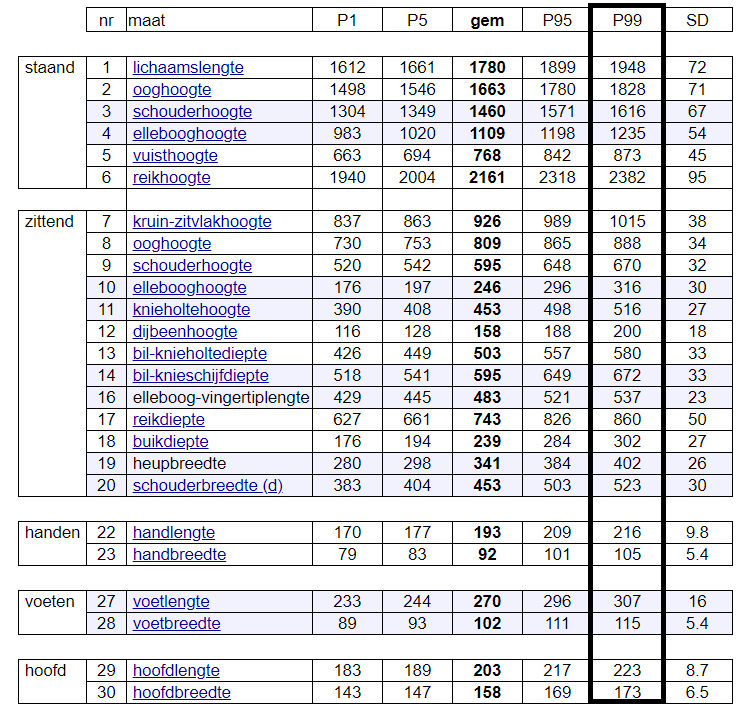 nr maat P1 P5 gem P95 P99 SD
staand 1 lichaamslengte 1612 1661 1780 1899 1948 72
2 ooghoogte 1498 1546 1663 1780 1828 71
3 schouderhoogte 1304 1349 1460 1571 1616 67
4 ellebooghoogte 983 1020 1109 1198 1235 54
5 vuisthoogte 663 694 768 842 873 45
6 reikhoogte 1940 2004 2161 2318 2382 95
zittend 7 kruin-zitvlakhoogte 837 863 926 989 1015 38
8 ooghoogte 730 753 809 865 888 34
9 schouderhoogte 520 542 595 648 670 32
10 ellebooghoogte 176 197 246 296 316 30
11 knieholtehoogte 390 408 453 498 516 27
12 dijbeenhoogte 116 128 158 188 200 18
13 bil-knieholtediepte 426 449 503 557 580 33
14 bil-knieschijfdiepte 518 541 595 649 672 33
16 elleboog-vingertiplengte 429 445 483 521 537 23
17 reikdiepte 627 661 743 826 860 50
18 buikdiepte 176 194 239 284 302 27
19 heupbreedte 280 298 341 384 402 26
20 schouderbreedte (d) 383 404 453 503 523 30
handen 22 handlengte 170 177 193 209 216 9.8
23 handbreedte 79 83 92 101 105 5.4
voeten 27 voetlengte 233 244 270 296 307 16
28 voetbreedte 89 93 102 111 115 5.4
hoofd 29 hoofdlengte 183 189 203 217 223 8.7
30 hoofdbreedte 143 147 158 169 173 6.5